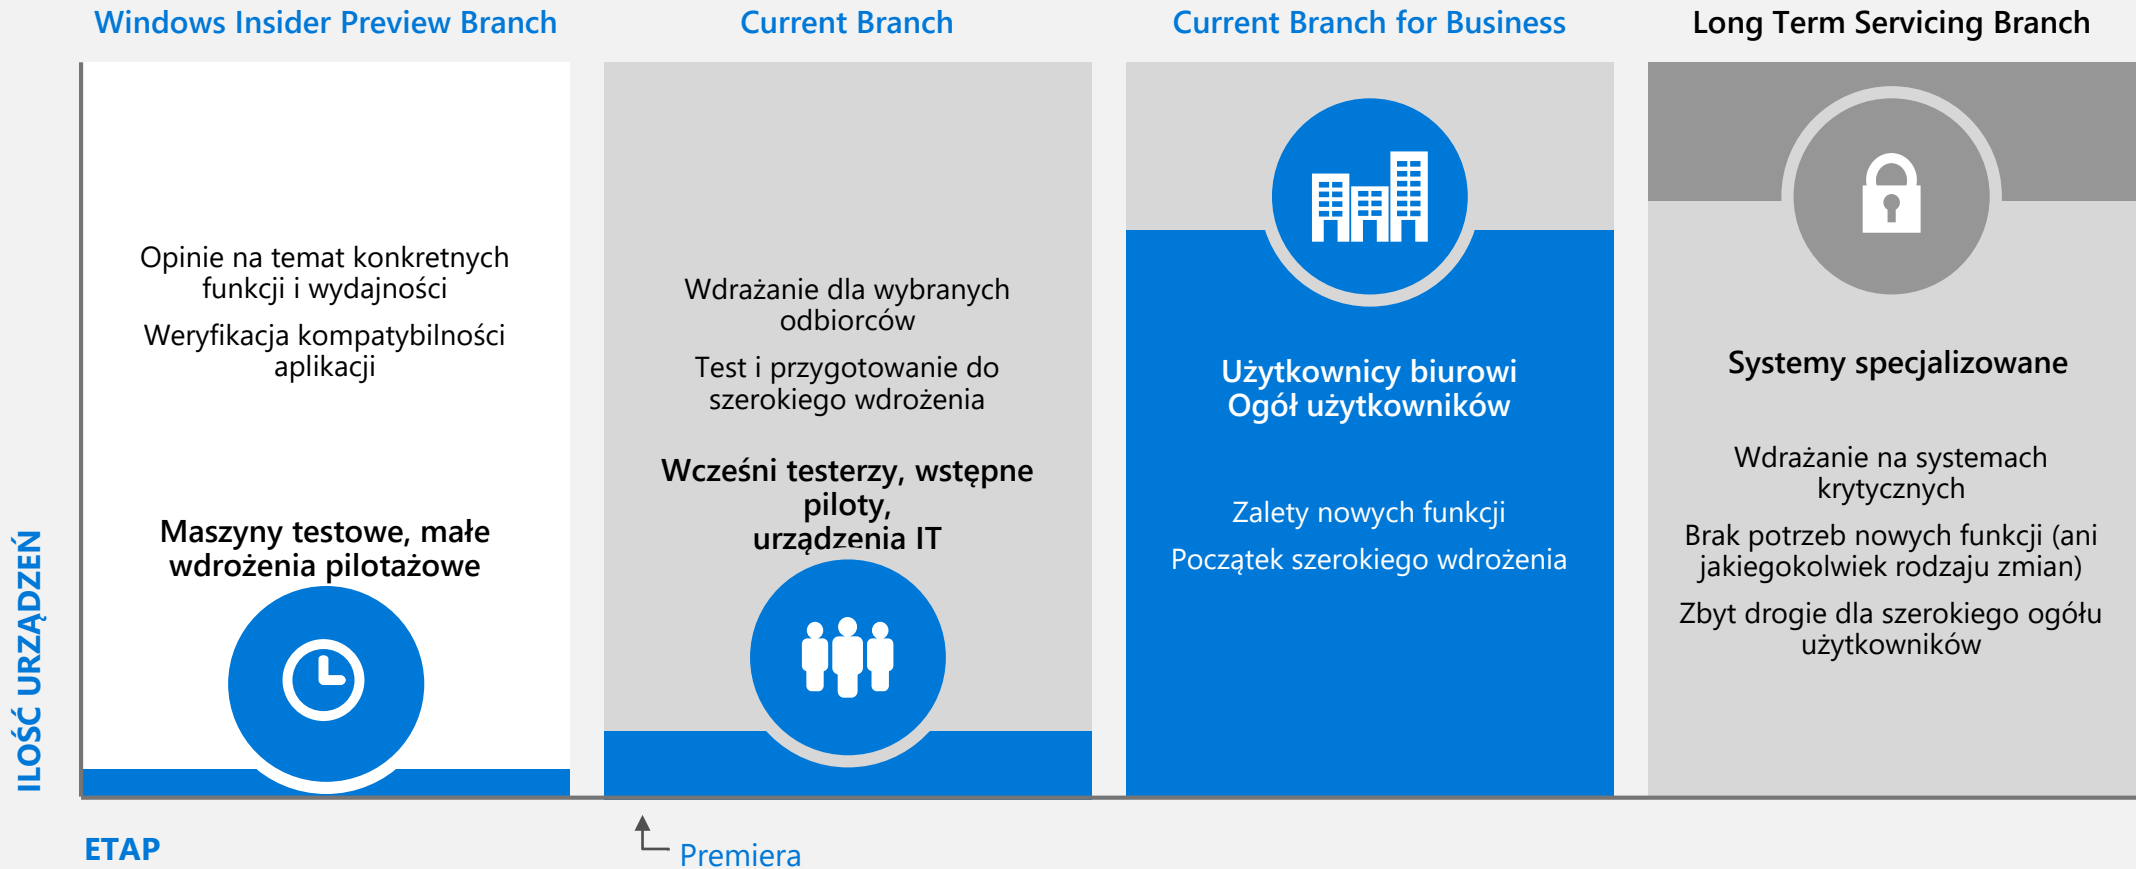 Windows Insider Preview Branch
Opinie na temat konkretnych
funkcji i wydajności
Weryfikacja kompatybilności
aplikacji
Maszyny testowe, małe
wdrożenia pilotażowe
Current Branch
Wdrażanie dla wybranych
odbiorców
Test i przygotowanie do
szerokiego wdrożenia
Wcześni testerzy, wstępne
piloty,
urządzenia IT
Current Branch for Business
Użytkownicy biurowi
Ogół użytkowników
Zalety nowych funkcji
Początek szerokiego wdrożenia
Long Term Servicing Branch
Systemy specjalizowane
Wdrażanie na systemach
krytycznych
Brak potrzeb nowych funkcji (ani
jakiegokolwiek rodzaju zmian)
Zbyt drogie dla szerokiego ogółu
użytkowników
ILOŚĆ URZĄDZEŃ
ETAP
Premiera